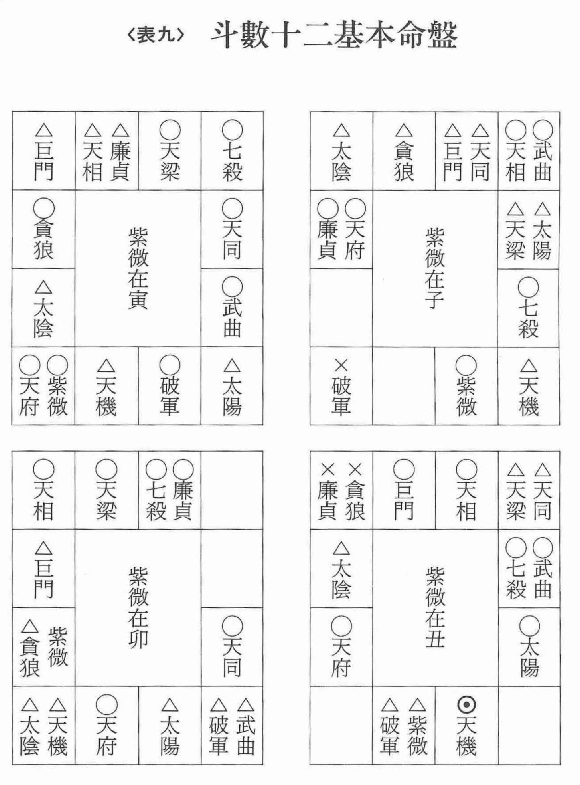 〈表九〉 斗數十二基本命盤
○武曲
○天相
△天同
△巨門
△貪狼
△太陰
△太陽
△天梁
紫微在子
○天府
○廉貞
○七殺
△天機
○紫微
×破軍
△天同
△天梁
○天相
○巨門
×貪狼
×廉貞
○武曲
○七殺
紫微在丑
△太陰
○太陽
○天府
◉天機
△紫微
△破軍
○七殺
○天梁
△廉貞
△天相
△巨門
○天同
紫微在寅
○貪狼
○武曲
△太陰
△太陽
○破軍
△天機
○紫微
○天府
○廉貞
○七殺
○天梁
○天相
紫微在卯
△巨門
○天同
紫微
△貪狼
△武曲
△破軍
△太陽
○天府
△天機
△太陰